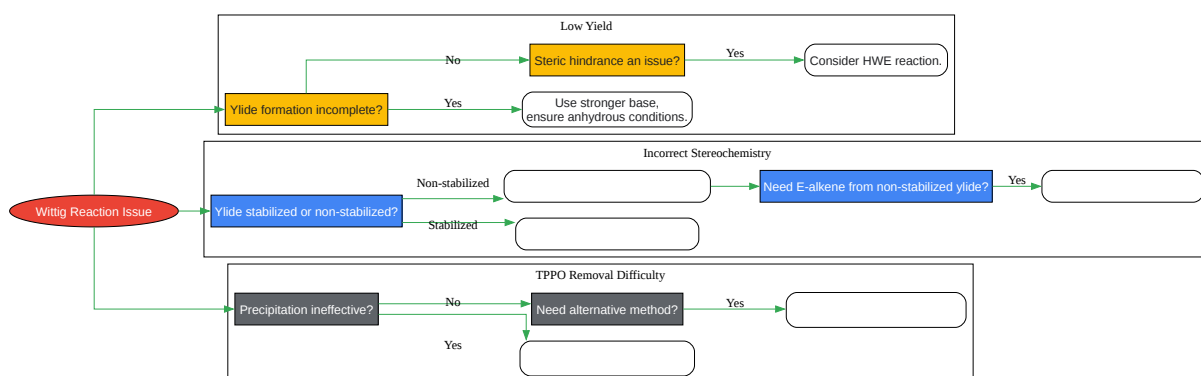 Low Yield
No
Steric hindrance an issue?
Yes
Consider HWE reaction.
Ylide formation incomplete?
Yes
Use stronger base,
ensure anhydrous conditions.
Incorrect Stereochemistry
Wittig Reaction Issue
Ylide stabilized or non-stabilized?
Non-stabilized
Need E-alkene from non-stabilized ylide?
Yes
Stabilized
TPPO Removal Difficulty
Precipitation ineffective?
No
Need alternative method?
Yes
Yes